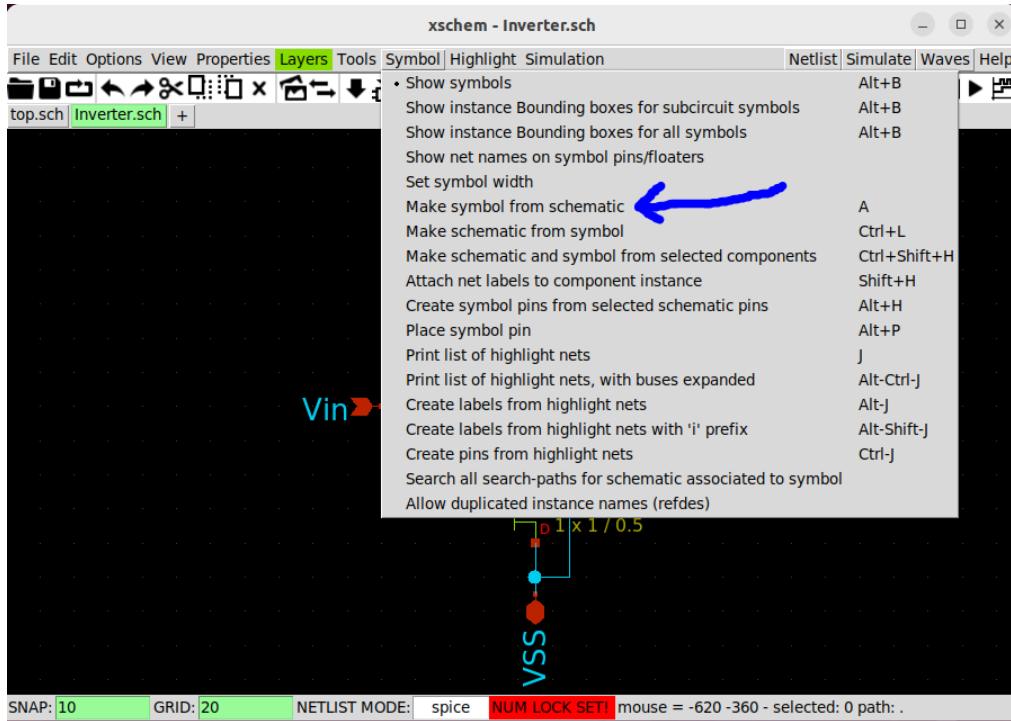 xschem - Inverter.sch
File Edit Options View Properties Layers Tools Symbol Highlight Simulation Netlist Simulate Waves Help
top.sch Inverter.sch +
• Show symbols Alt+B
Show instance Bounding boxes for subcircuit symbols Alt+B
Show instance Bounding boxes for all symbols Alt+B
Show net names on symbol pins/floaters
Set symbol width
Make symbol from schematic A
Make schematic from symbol Ctrl+L
Make schematic and symbol from selected components Ctrl+Shift+H
Attach net labels to component instance Shift+H
Create symbol pins from selected schematic pins Alt+H
Place symbol pin Alt+P
Print list of highlight nets J
Print list of highlight nets, with buses expanded Alt-Ctrl-J
Create labels from highlight nets Alt-J
Create labels from highlight nets with 'i' prefix Alt-Shift-J
Create pins from highlight nets Ctrl-J
Search all search-paths for schematic associated to symbol
Allow duplicated instance names (refdes)
Vin
D 1 x 1 / 0.5
VSS
SNAP: 10 GRID: 20 NETLIST MODE: spice NUM LOCK SET! mouse = -620 -360 - selected: 0 path: .